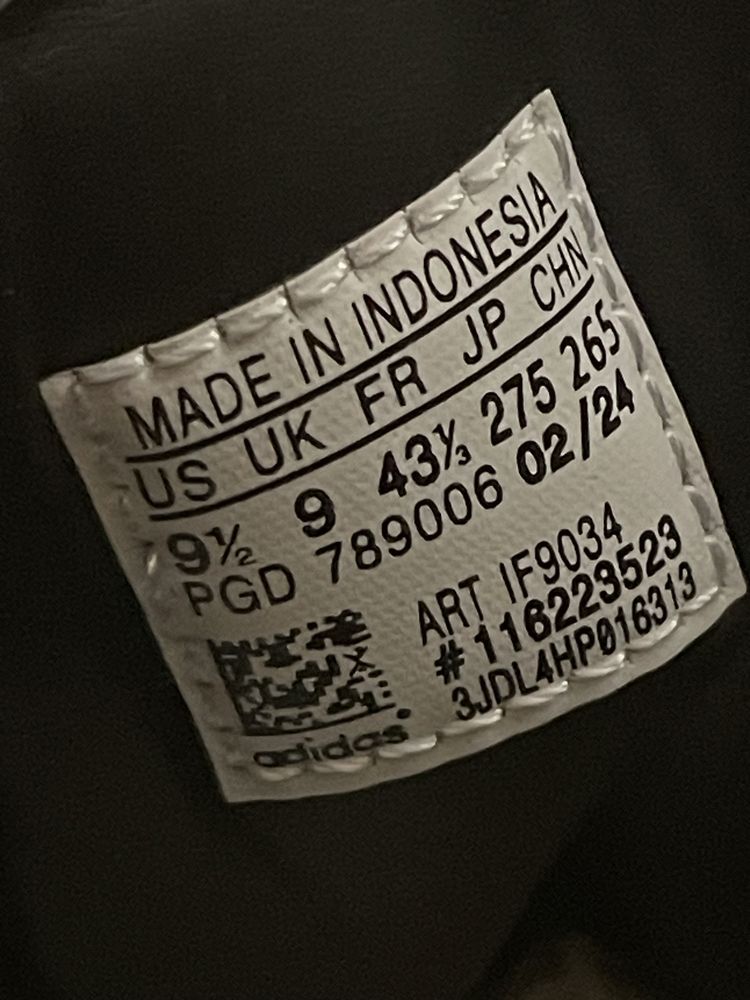 MADE IN INDONESIA
US UK FR JP CHN
9½ 9 43⅓ 275 265
PGD 789006 02/24
ART IF9034
#116223523
3JDL4HP016313
adidas